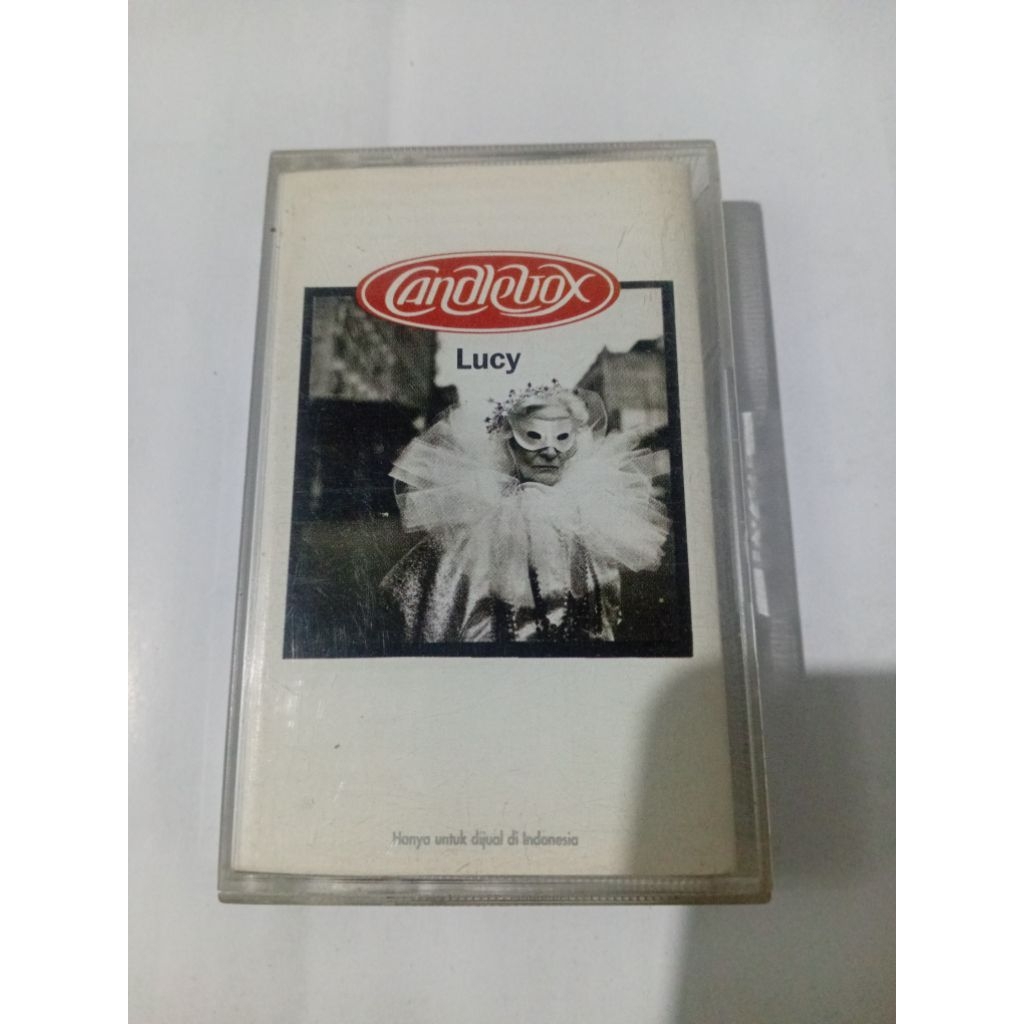 Candlebox
Lucy
Hanya untuk dijual di Indonesia